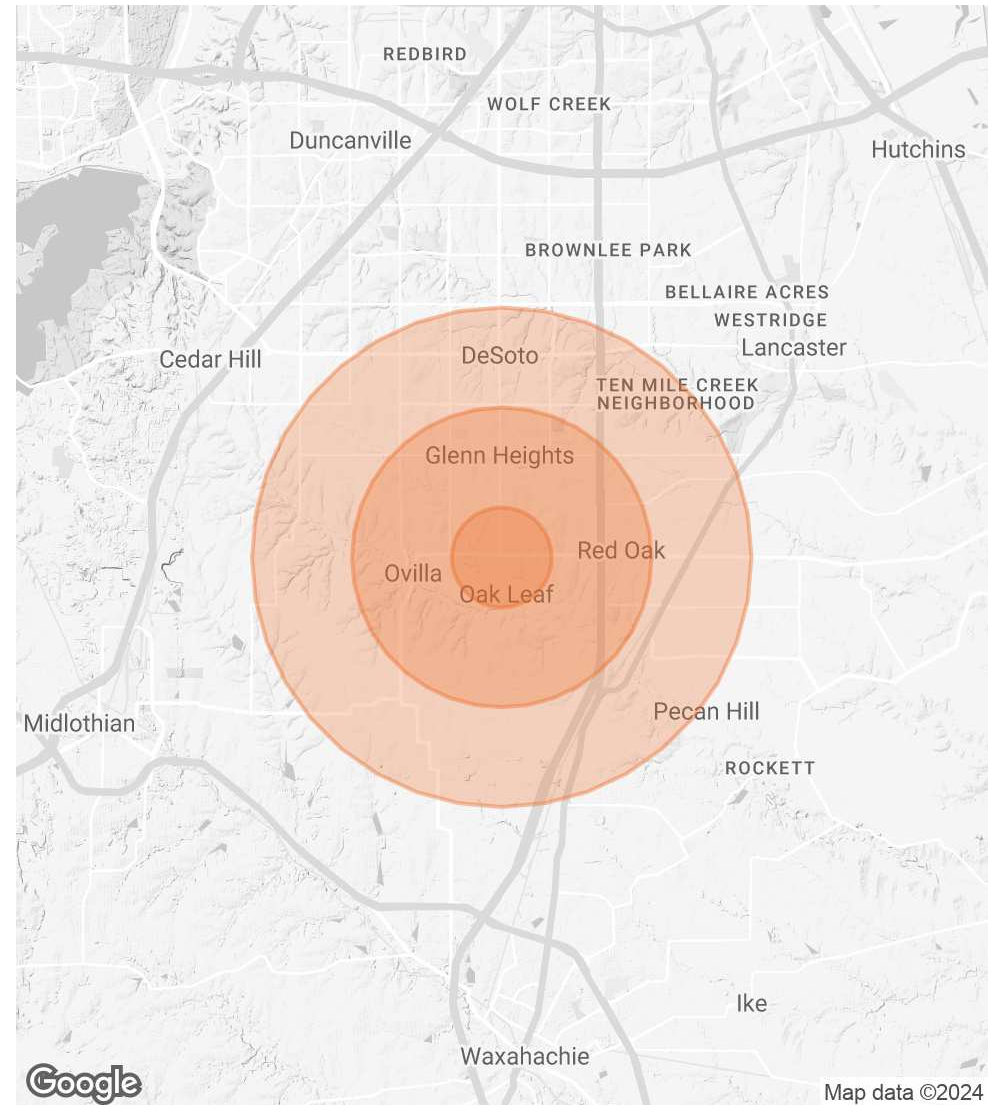 REDBIRD
WOLF CREEK
Duncanville
Hutchins
BROWNLEE PARK
BELLAIRE ACRES
WESTRIDGE
Lancaster
DeSoto
Cedar Hill
TEN MILE CREEK
NEIGHBORHOOD
Glenn Heights
Red Oak
Ovilla
Oak Leaf
Pecan Hill
Midlothian
ROCKETT
Ike
Waxahachie
Google
Map data ©2024